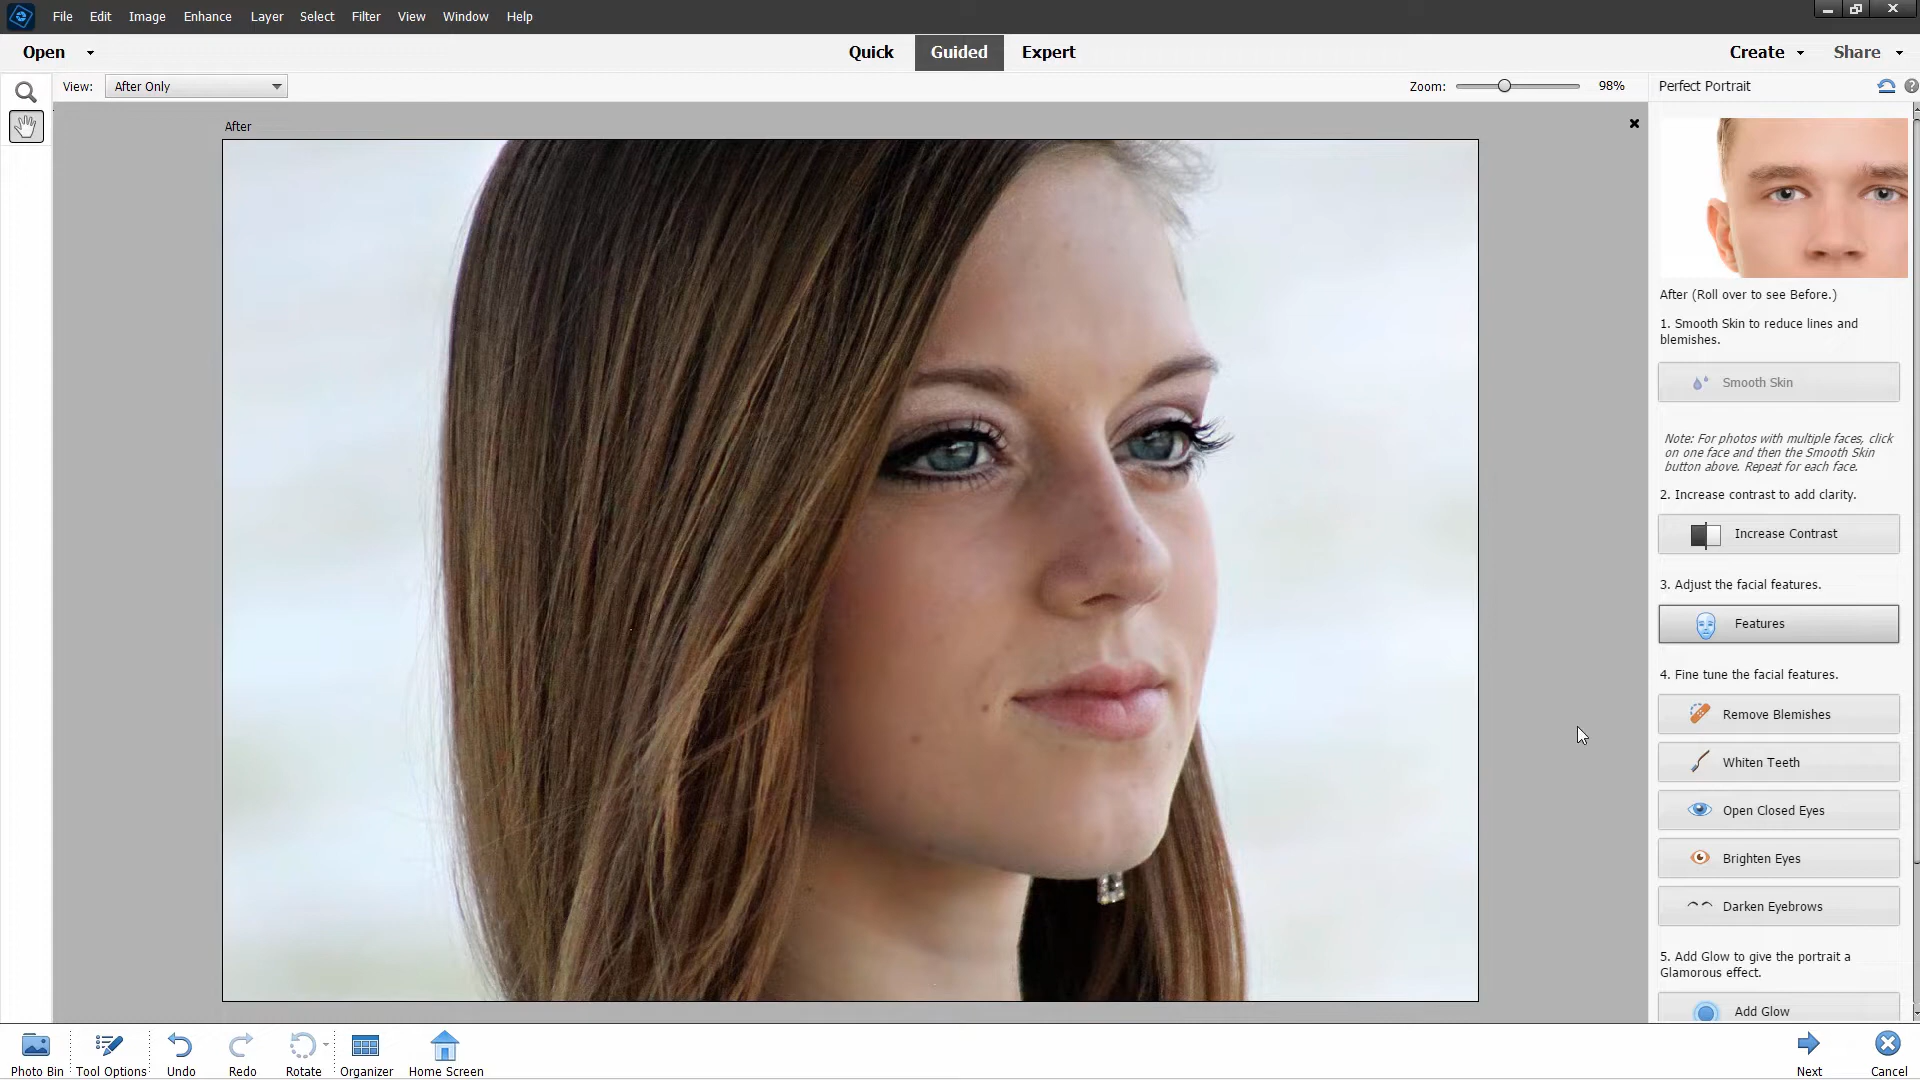 File Edit Image Enhance Layer Select Filter View Window Help
Open Quick Guided Expert Create Share
View: After Only Zoom: 98% Perfect Portrait
After
After (Roll over to see Before.)
1. Smooth Skin to reduce lines and
blemishes.
Smooth Skin
Note: For photos with multiple faces, click
on one face and then the Smooth Skin
button above. Repeat for each face.
2. Increase contrast to add clarity.
Increase Contrast
3. Adjust the facial features.
Features
4. Fine tune the facial features.
Remove Blemishes
Whiten Teeth
Open Closed Eyes
Brighten Eyes
Darken Eyebrows
5. Add Glow to give the portrait a
Glamorous effect.
Add Glow
Photo Bin Tool Options Undo Redo Rotate Organizer Home Screen Next Cancel